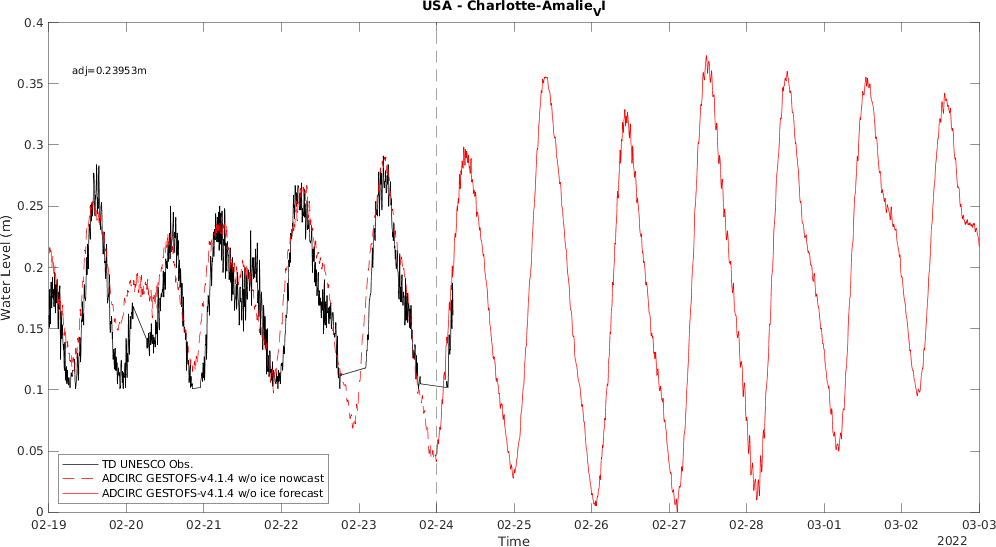 USA - Charlotte-Amalie_VI
adj=0.23953m
0.4
0.35
0.3
0.25
0.2
0.15
0.1
0.05
0
Water Level (m)
TD UNESCO Obs.
ADCIRC GESTOFS-v4.1.4 w/o ice nowcast
ADCIRC GESTOFS-v4.1.4 w/o ice forecast
02-19 02-20 02-21 02-22 02-23 02-24 02-25 02-26 02-27 02-28 03-01 03-02 03-03
Time
2022